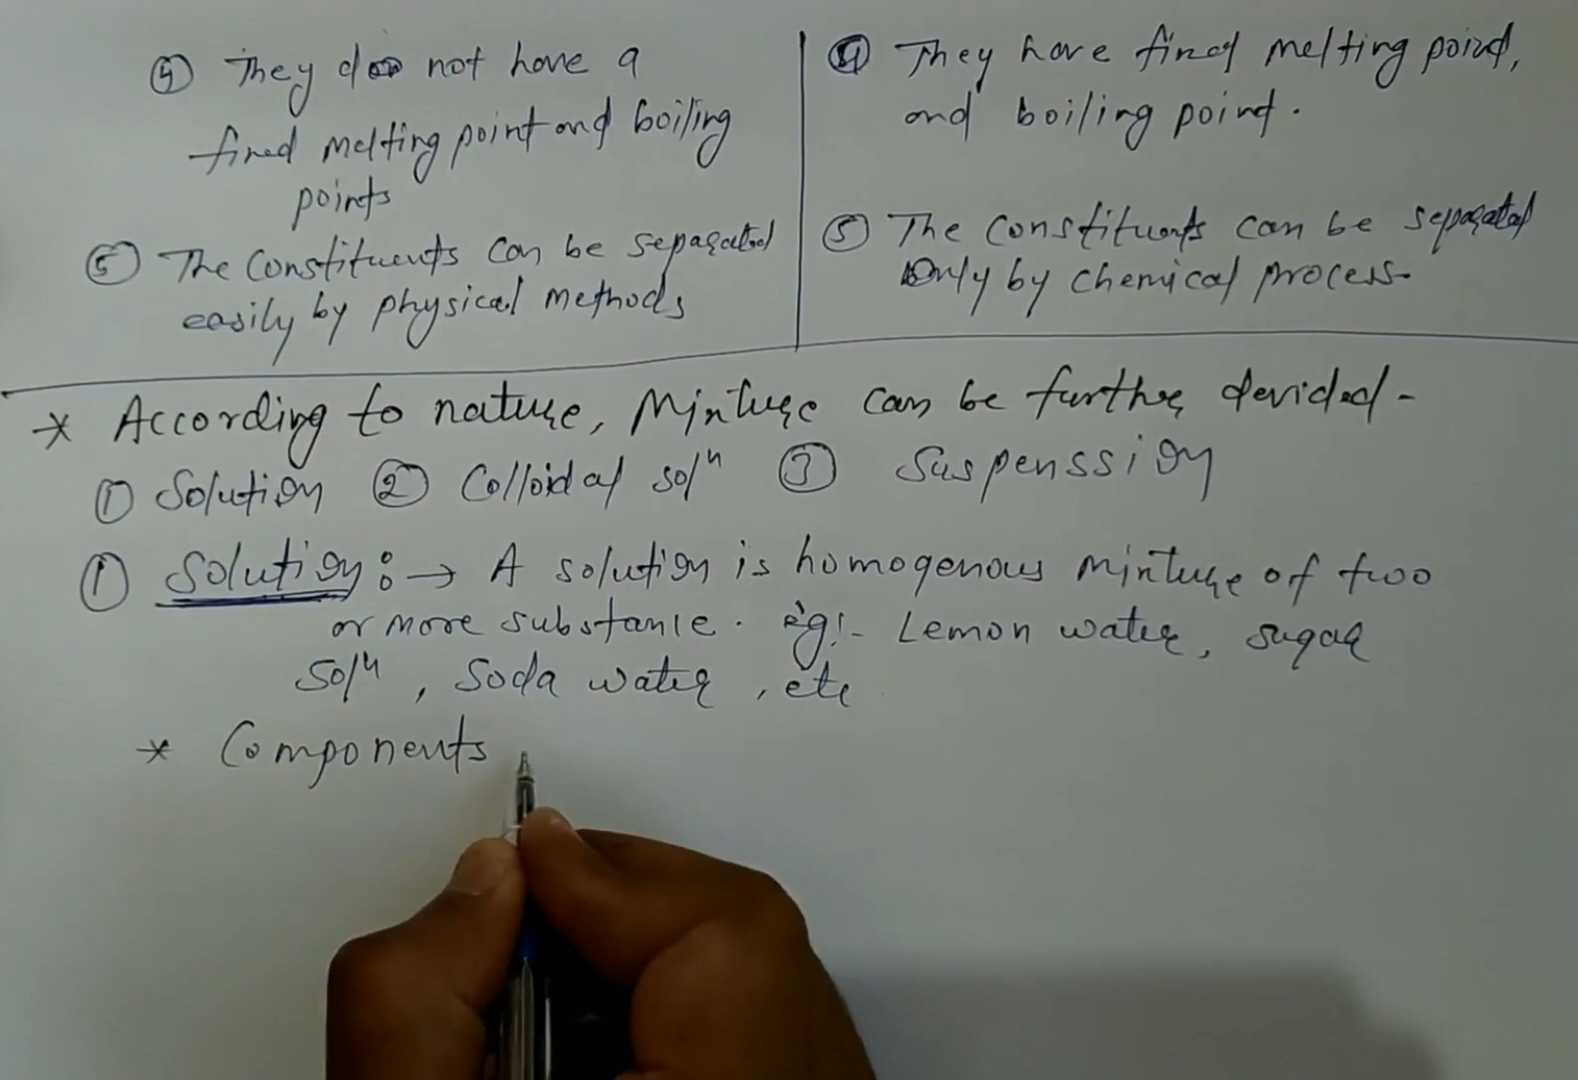 ④ They do not have a
fixed melting point and boiling
points
⑤ The Constituents can be separated
easily by physical methods
④ They have fixed melting point,
and boiling point.
⑤ The Constituents can be separated
Only by chemical process-
* According to nature, Mixture can be further devided -
① Solution ② Colloidal solⁿ ③ Suspenssion
① Solution : → A solution is homogenous mixture of two
or more substance. eg:- Lemon water, sugar
solⁿ, Soda water, etc
* Components